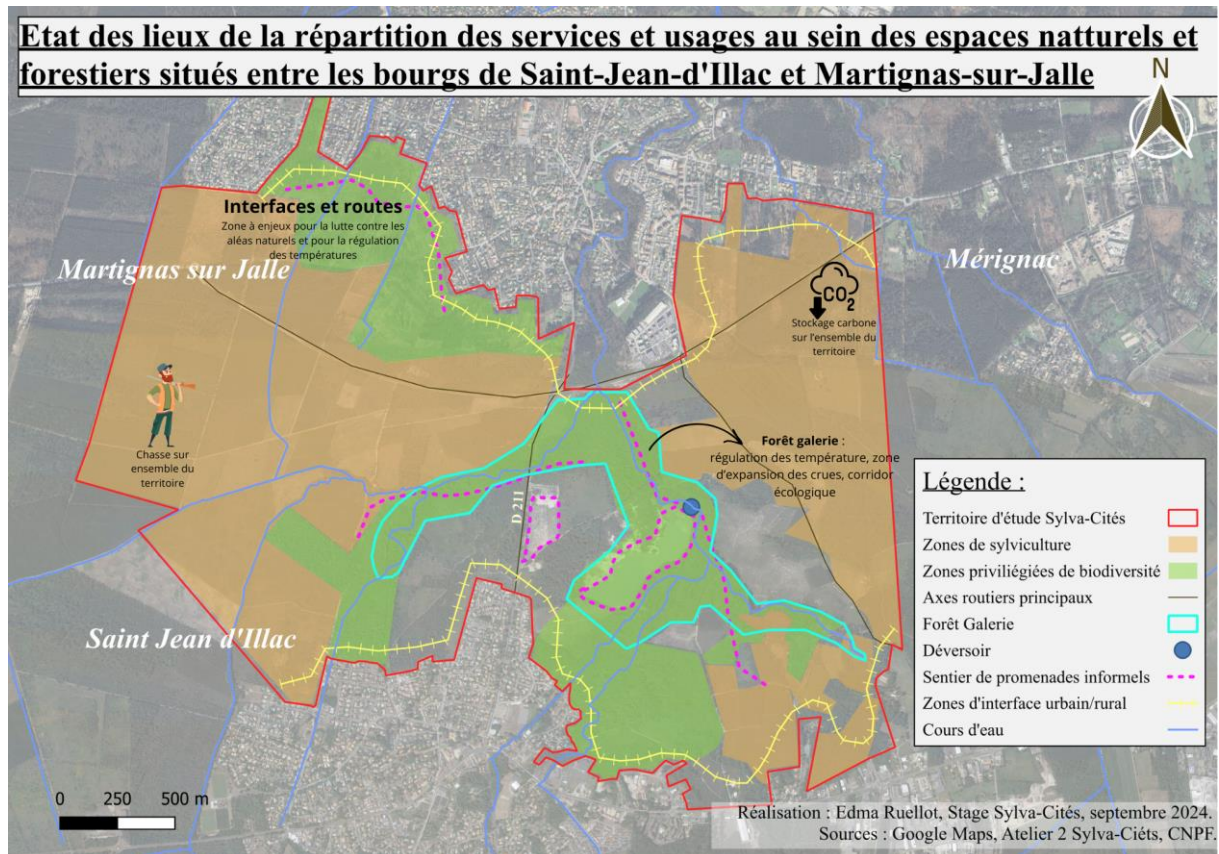 Etat des lieux de la répartition des services et usages au sein des espaces natturels et
forestiers situés entre les bourgs de Saint-Jean-d'Illac et Martignas-sur-Jalle
N
Interfaces et routes
Zone à enjeux pour la lutte contre les
aléas naturels et pour la régulation
des températures
Martignas sur Jalle
Mérignac
CO2
Stockage carbone
sur l'ensemble du
territoire
Chasse sur
ensemble du
territoire
Forêt galerie :
régulation des température, zone
d'expansion des crues, corridor
écologique
D 211
Saint Jean d'Illac
Légende :
Territoire d'étude Sylva-Cités
Zones de sylviculture
Zones priviliégiées de biodiversité
Axes routiers principaux
Forêt Galerie
Déversoir
Sentier de promenades informels
Zones d'interface urbain/rural
Cours d'eau
0 250 500 m
Réalisation : Edma Ruellot, Stage Sylva-Cités, septembre 2024.
Sources : Google Maps, Atelier 2 Sylva-Ciéts, CNPF.